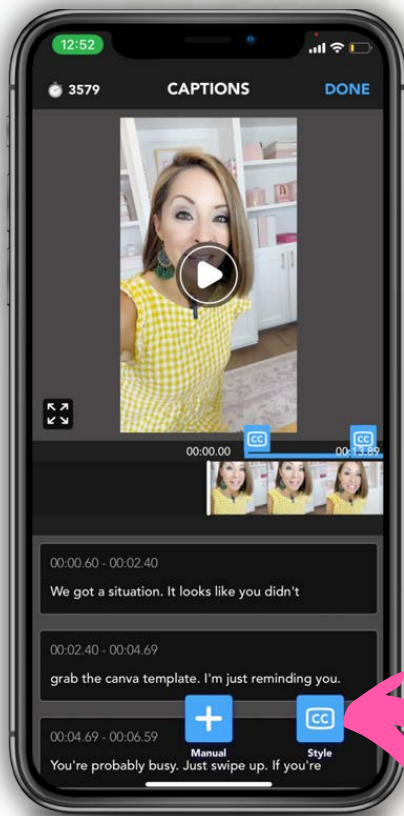 12:52
3579 CAPTIONS DONE
CC CC
00:00.00 00:13.89
00:00.60 - 00:02.40
We got a situation. It looks like you didn't
00:02.40 - 00:04.69
grab the canva template. I'm just reminding you.
CC
00:04.69 - 00:06.59
Manual Style
You're probably busy. Just swipe up. If you're